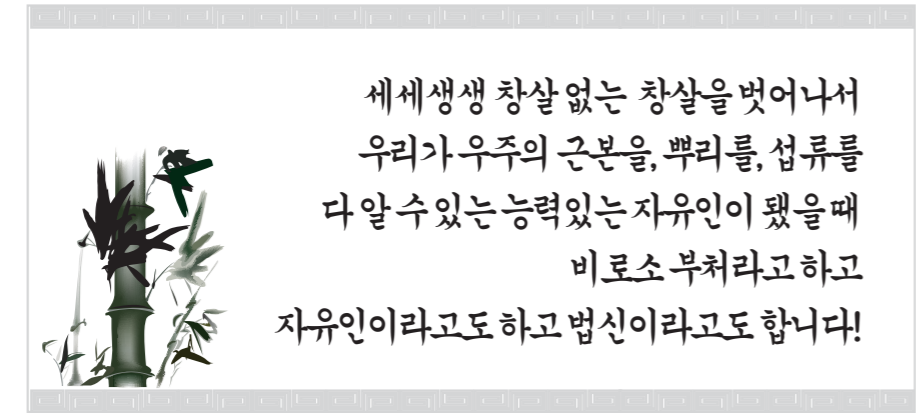 세세생생 창살 없는 창살을 벗어나서
우리가 우주의 근본을, 뿌리를, 섭류를
다 알 수 있는 능력있는 자유인이 됐을 때
비로소 부처라고 하고
자유인이라고도 하고 법신이라고도 합니다!